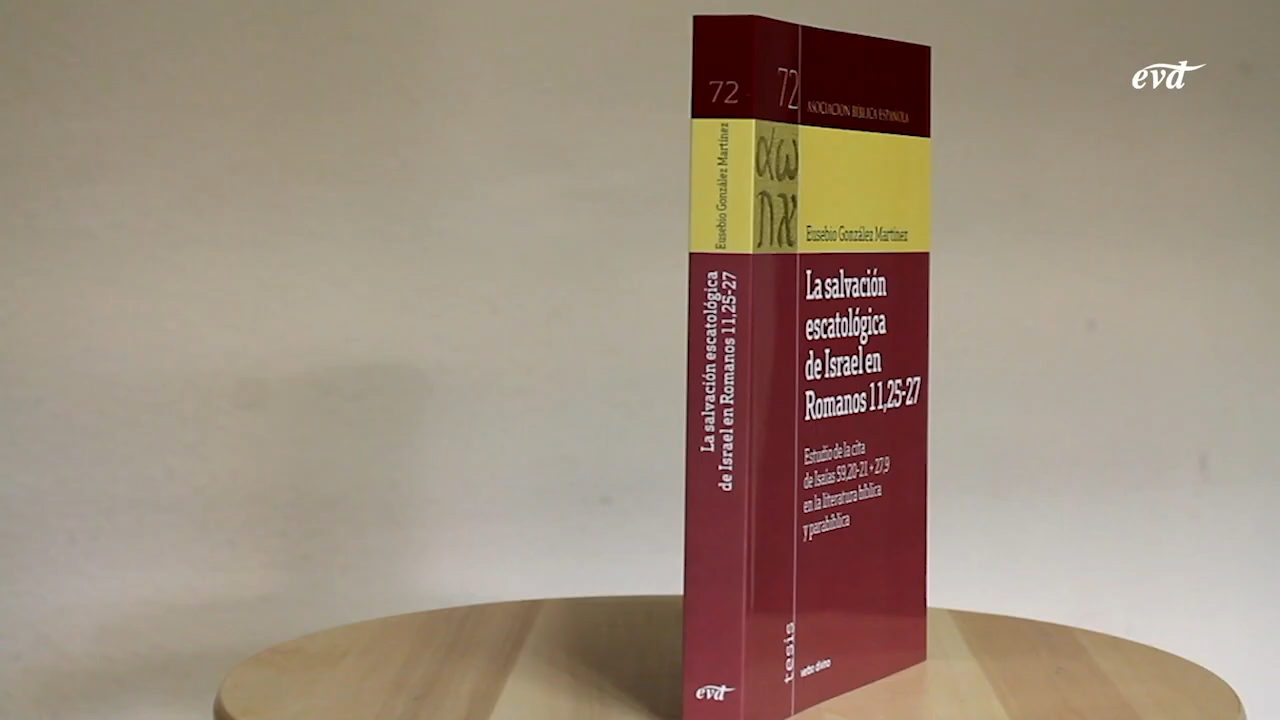 72
Eusebio González Martínez
La salvación escatológica
de Israel en Romanos 11,25-27
evd
72
ASOCIACIÓN BÍBLICA ESPAÑOLA
αω
את
Eusebio González Martínez
La salvación
escatológica
de Israel en
Romanos 11,25-27
Estudio de la cita
de Isaías 59,20-21 + 27,9
en la literatura bíblica
y parabíblica
tesis
verbo divino
evd